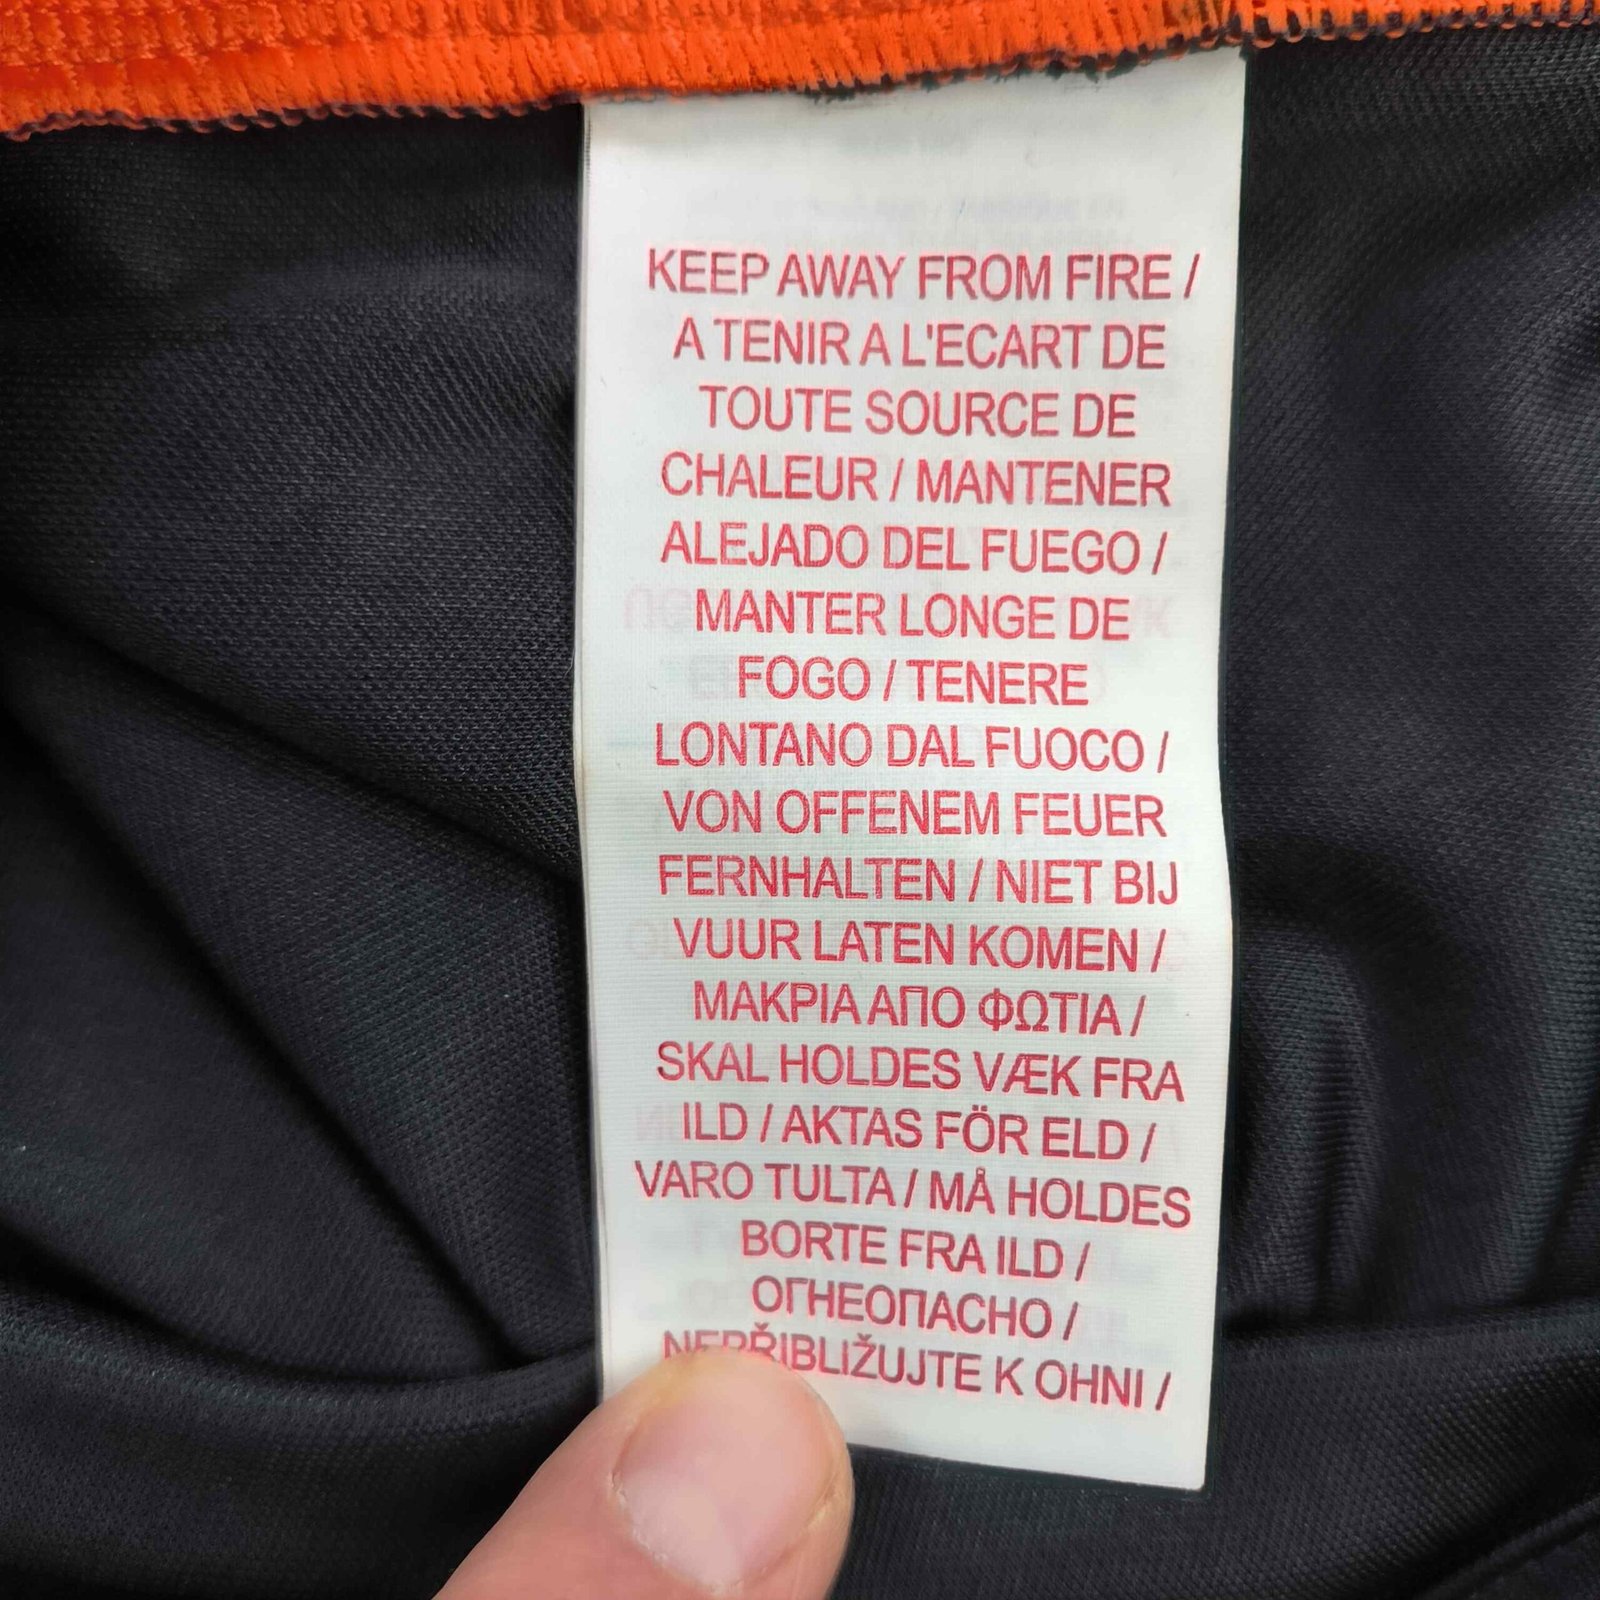 KEEP AWAY FROM FIRE /
A TENIR A L'ECART DE
TOUTE SOURCE DE
CHALEUR / MANTENER
ALEJADO DEL FUEGO /
MANTER LONGE DE
FOGO / TENERE
LONTANO DAL FUOCO /
VON OFFENEM FEUER
FERNHALTEN / NIET BIJ
VUUR LATEN KOMEN /
ΜΑΚΡΙΑ ΑΠΟ ΦΩΤΙΑ /
SKAL HOLDES VÆK FRA
ILD / AKTAS FÖR ELD /
VARO TULTA / MÅ HOLDES
BORTE FRA ILD /
ОГНЕОПАСНО /
NEPŘIBLIŽUJTE K OHNI /